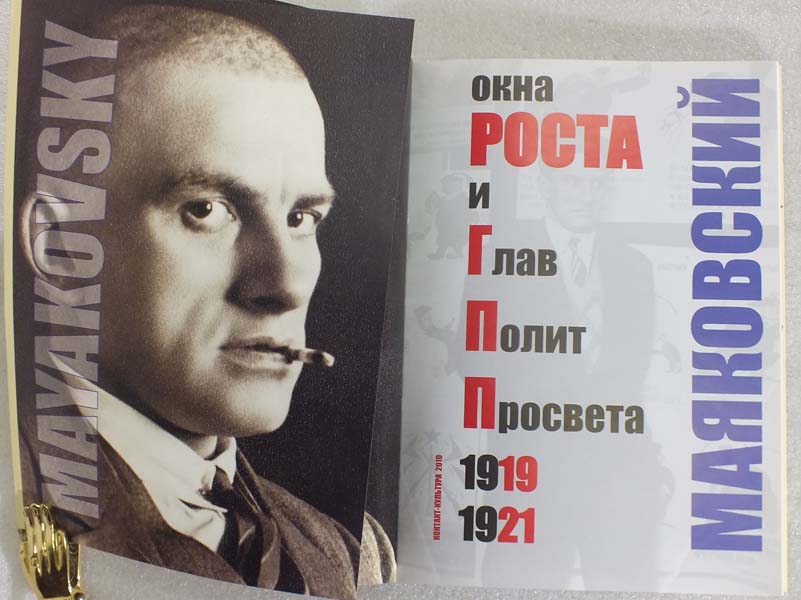 MAYAKOVSKY
окна
РОСТА
и
Глав
Полит
Просвета
1919
1921
КОНТАКТ-КУЛЬТУРА 2010
МАЯКОВСКИЙ